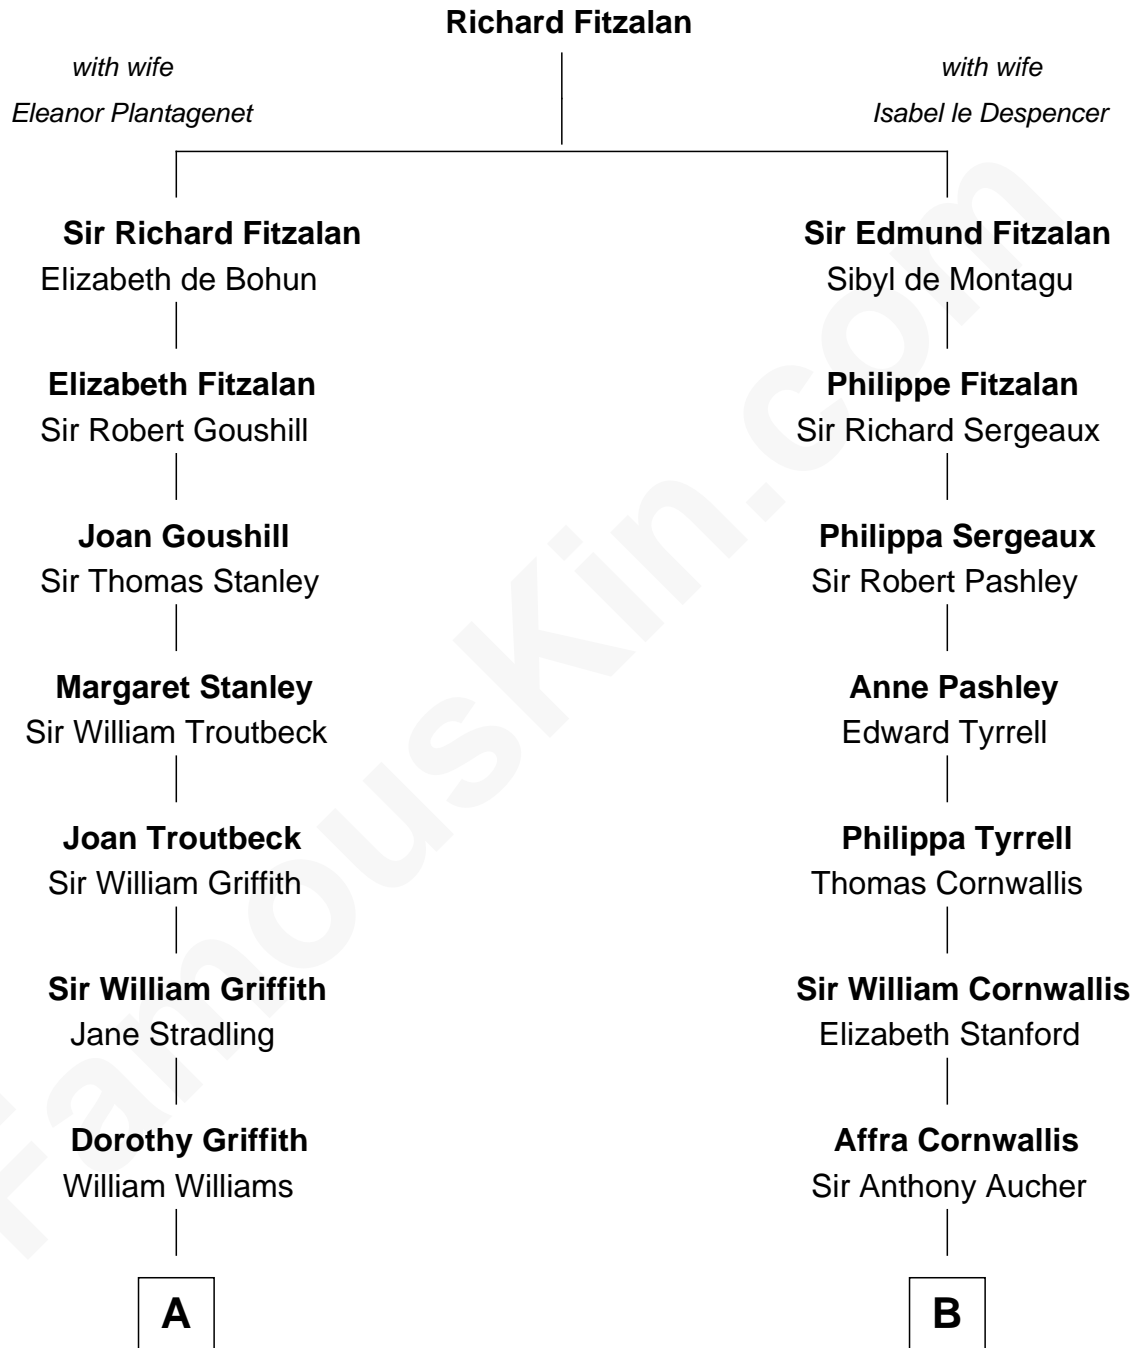 Richard Fitzalan
with wife
Eleanor Plantagenet
with wife
Isabel le Despencer
Sir Richard Fitzalan
Elizabeth de Bohun
Sir Edmund Fitzalan
Sibyl de Montagu
Elizabeth Fitzalan
Sir Robert Goushill
Philippe Fitzalan
Sir Richard Sergeaux
Joan Goushill
Sir Thomas Stanley
Philippa Sergeaux
Sir Robert Pashley
Margaret Stanley
Sir William Troutbeck
Anne Pashley
Edward Tyrrell
Joan Troutbeck
Sir William Griffith
Philippa Tyrrell
Thomas Cornwallis
Sir William Griffith
Jane Stradling
Sir William Cornwallis
Elizabeth Stanford
Dorothy Griffith
William Williams
Affra Cornwallis
Sir Anthony Aucher
A
B
FamousKin.com